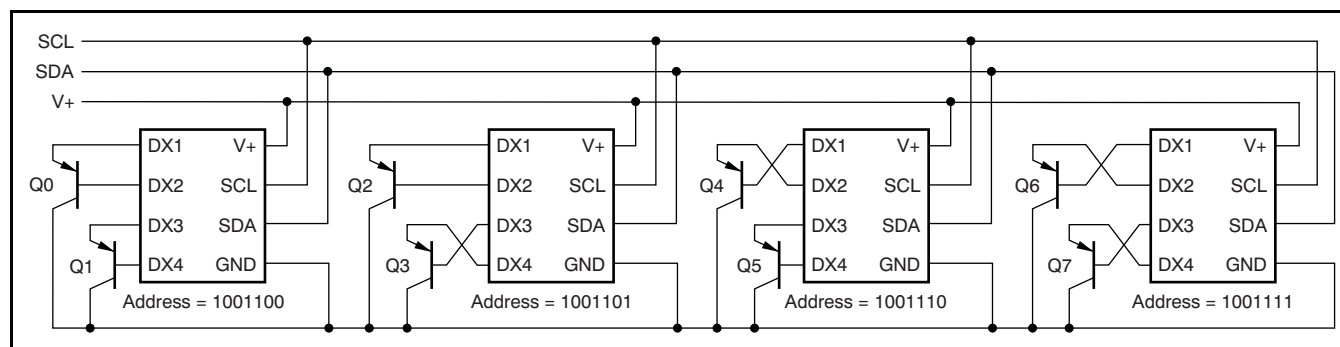 SCL
SDA
V+
Q0
Q1
DX1
DX2
DX3
DX4
V+
SCL
SDA
GND
Address = 1001100
Q2
Q3
DX1
DX2
DX3
DX4
V+
SCL
SDA
GND
Address = 1001101
Q4
Q5
DX1
DX2
DX3
DX4
V+
SCL
SDA
GND
Address = 1001110
Q6
Q7
DX1
DX2
DX3
DX4
V+
SCL
SDA
GND
Address = 1001111